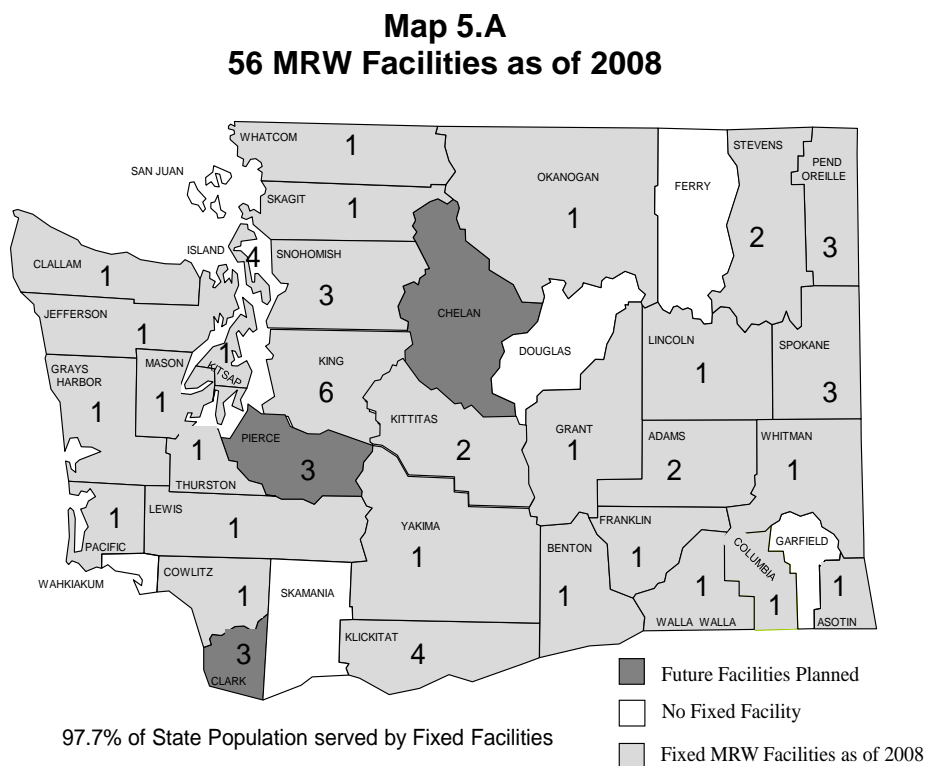 Map 5.A
56 MRW Facilities as of 2008
WHATCOM 1
SAN JUAN
SKAGIT 1
OKANOGAN 1
FERRY
STEVENS 2
PEND
OREILLE 3
ISLAND 4
SNOHOMISH 3
CLALLAM 1
JEFFERSON 1
CHELAN
DOUGLAS
LINCOLN 1
SPOKANE 3
GRAYS
HARBOR 1
MASON 1
KITSAP 1
KING 6
KITTITAS 2
GRANT 1
ADAMS 2
WHITMAN 1
PIERCE 3
THURSTON 1
PACIFIC 1
LEWIS 1
YAKIMA 1
BENTON 1
FRANKLIN 1
GARFIELD
COLUMBIA 1
WAHKIAKUM
COWLITZ 1
SKAMANIA
WALLA WALLA 1
ASOTIN 1
KLICKITAT 4
CLARK 3
Future Facilities Planned
No Fixed Facility
Fixed MRW Facilities as of 2008
97.7% of State Population served by Fixed Facilities